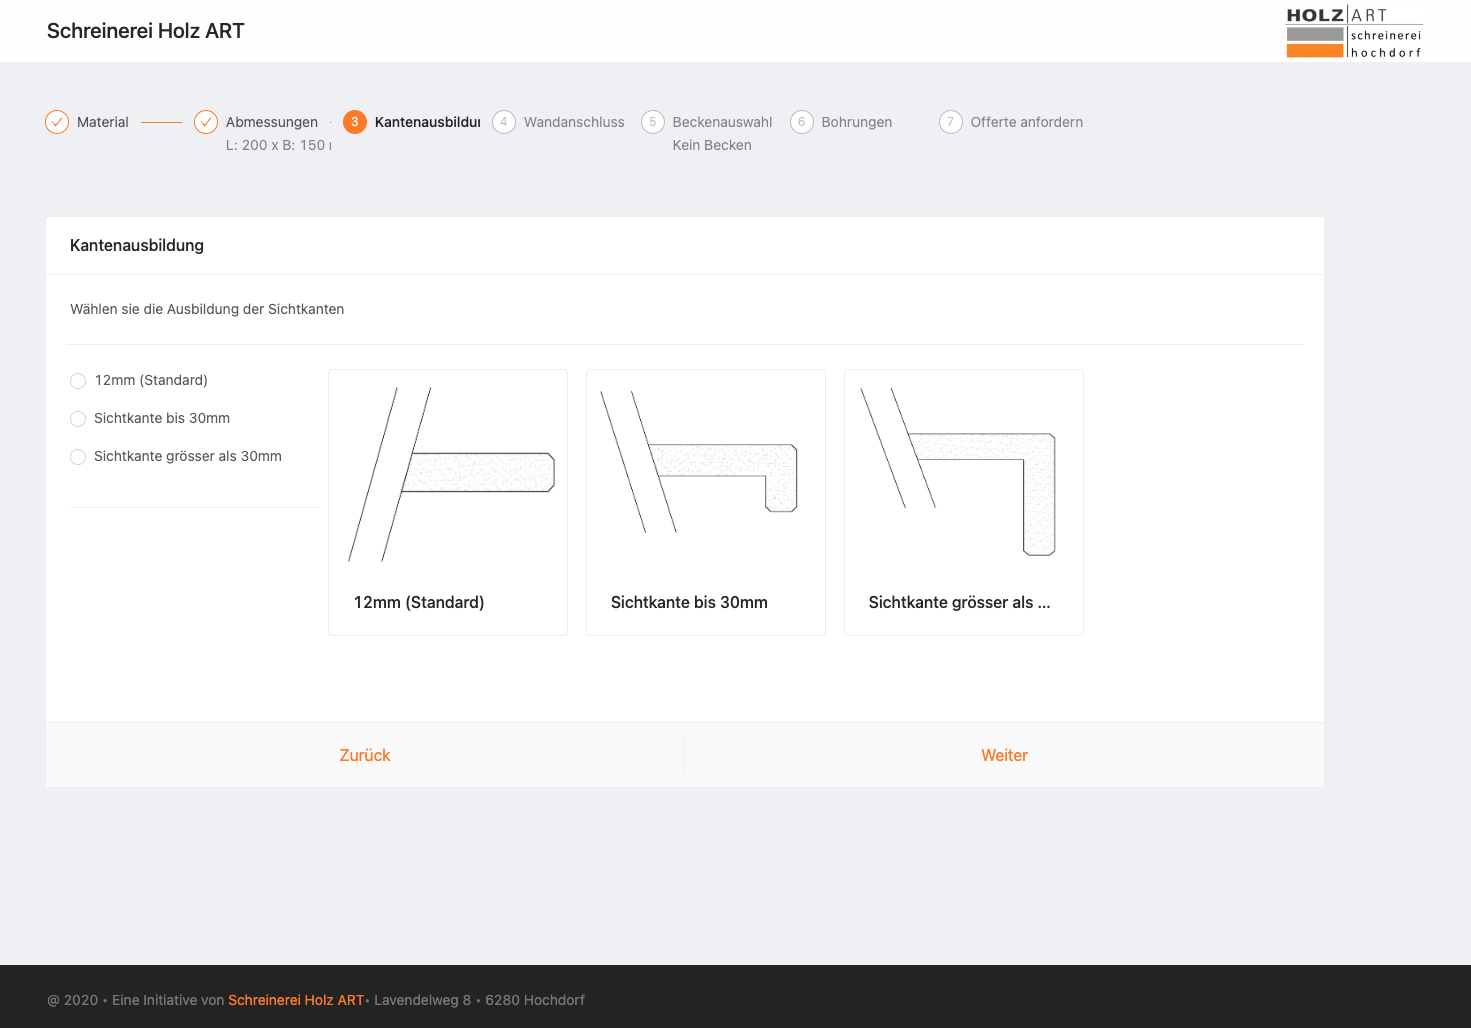 Schreinerei Holz ART
HOLZ ART
schreinerei
hochdorf
Material
Abmessungen
L: 200 x B: 150
3 Kantenausbildu
4 Wandanschluss
5 Beckenauswahl
Kein Becken
6 Bohrungen
7 Offerte anfordern
Kantenausbildung
Wählen sie die Ausbildung der Sichtkanten
12mm (Standard)
Sichtkante bis 30mm
Sichtkante grösser als 30mm
12mm (Standard)
Sichtkante bis 30mm
Sichtkante grösser als ...
Zurück
Weiter
@ 2020 • Eine Initiative von Schreinerei Holz ART• Lavendelweg 8 • 6280 Hochdorf